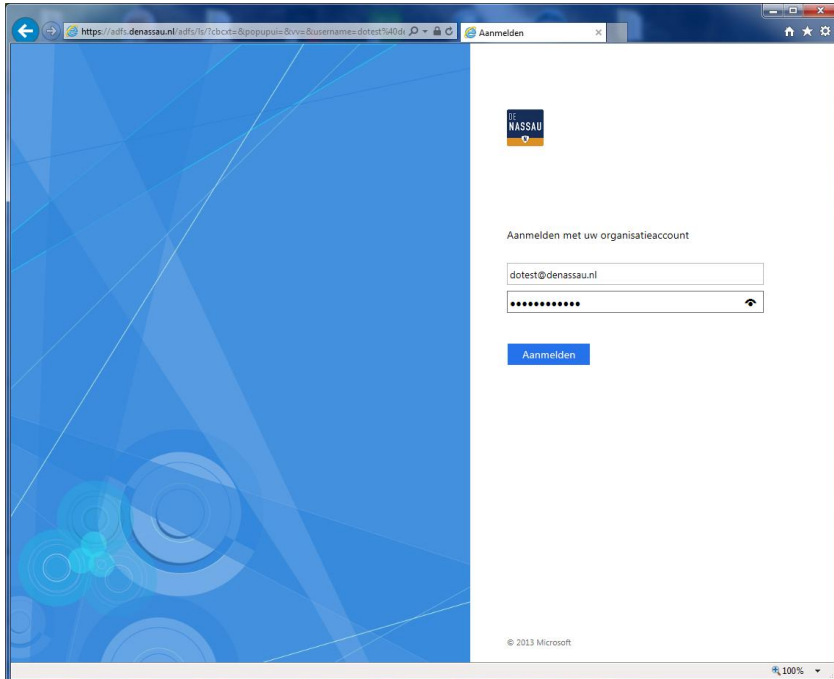 https://adfs.denassau.nl/adfs/ls/?cbcxt=&popupui=&vv=&username=dotest%40de
Aanmelden
DE
NASSAU
Aanmelden met uw organisatieaccount
dotest@denassau.nl
Aanmelden
© 2013 Microsoft
100%